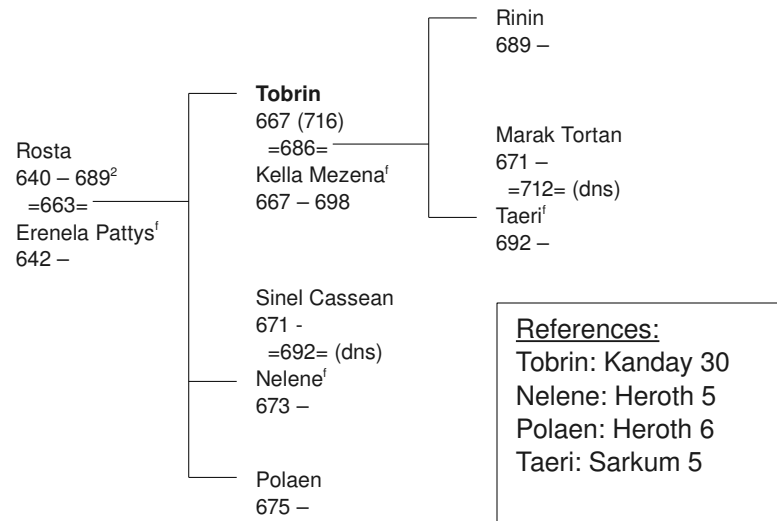 Rosta
640 – 689²
=663=
Erenela Pattysᶠ
642 –
Tobrin
667 (716)
=686=
Kella Mezenaᶠ
667 – 698
Sinel Cassean
671 -
=692= (dns)
Neleneᶠ
673 –
Polaen
675 –
Rinin
689 –
Marak Tortan
671 –
=712= (dns)
Taeriᶠ
692 –
References:
Tobrin: Kanday 30
Nelene: Heroth 5
Polaen: Heroth 6
Taeri: Sarkum 5